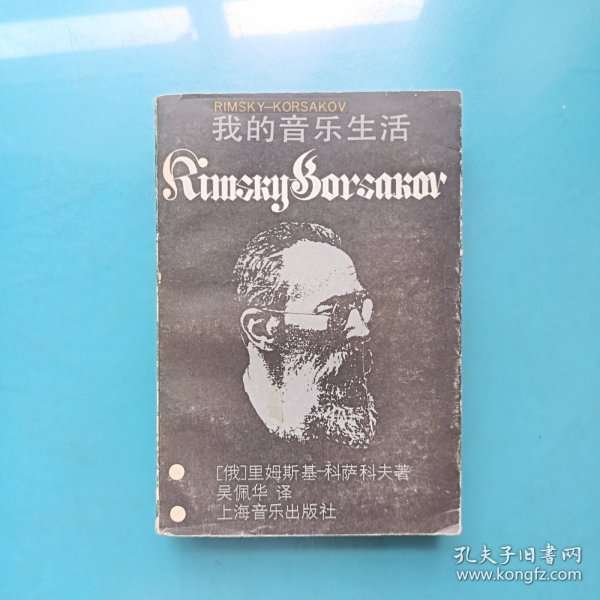 RIMSKY-KORSAKOV
我的音乐生活
Rimsky Corsakov
[俄]里姆斯基-科萨科夫著
吴佩华 译
上海音乐出版社
孔夫子旧书网
www.kongfz.com